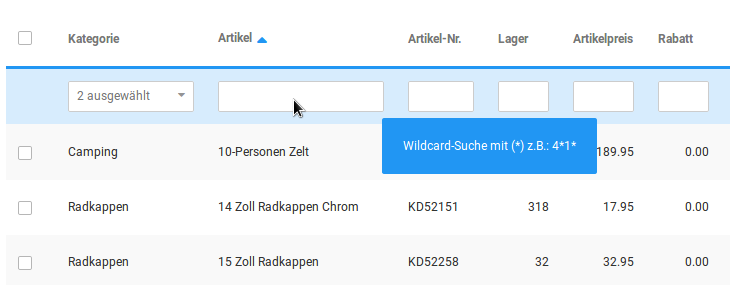 Kategorie Artikel Artikel-Nr. Lager Artikelpreis Rabatt
2 ausgewählt
Wildcard-Suche mit (*) z.B.: 4*1*
Camping 10-Personen Zelt 189.95 0.00
Radkappen 14 Zoll Radkappen Chrom KD52151 318 17.95 0.00
Radkappen 15 Zoll Radkappen KD52258 32 32.95 0.00